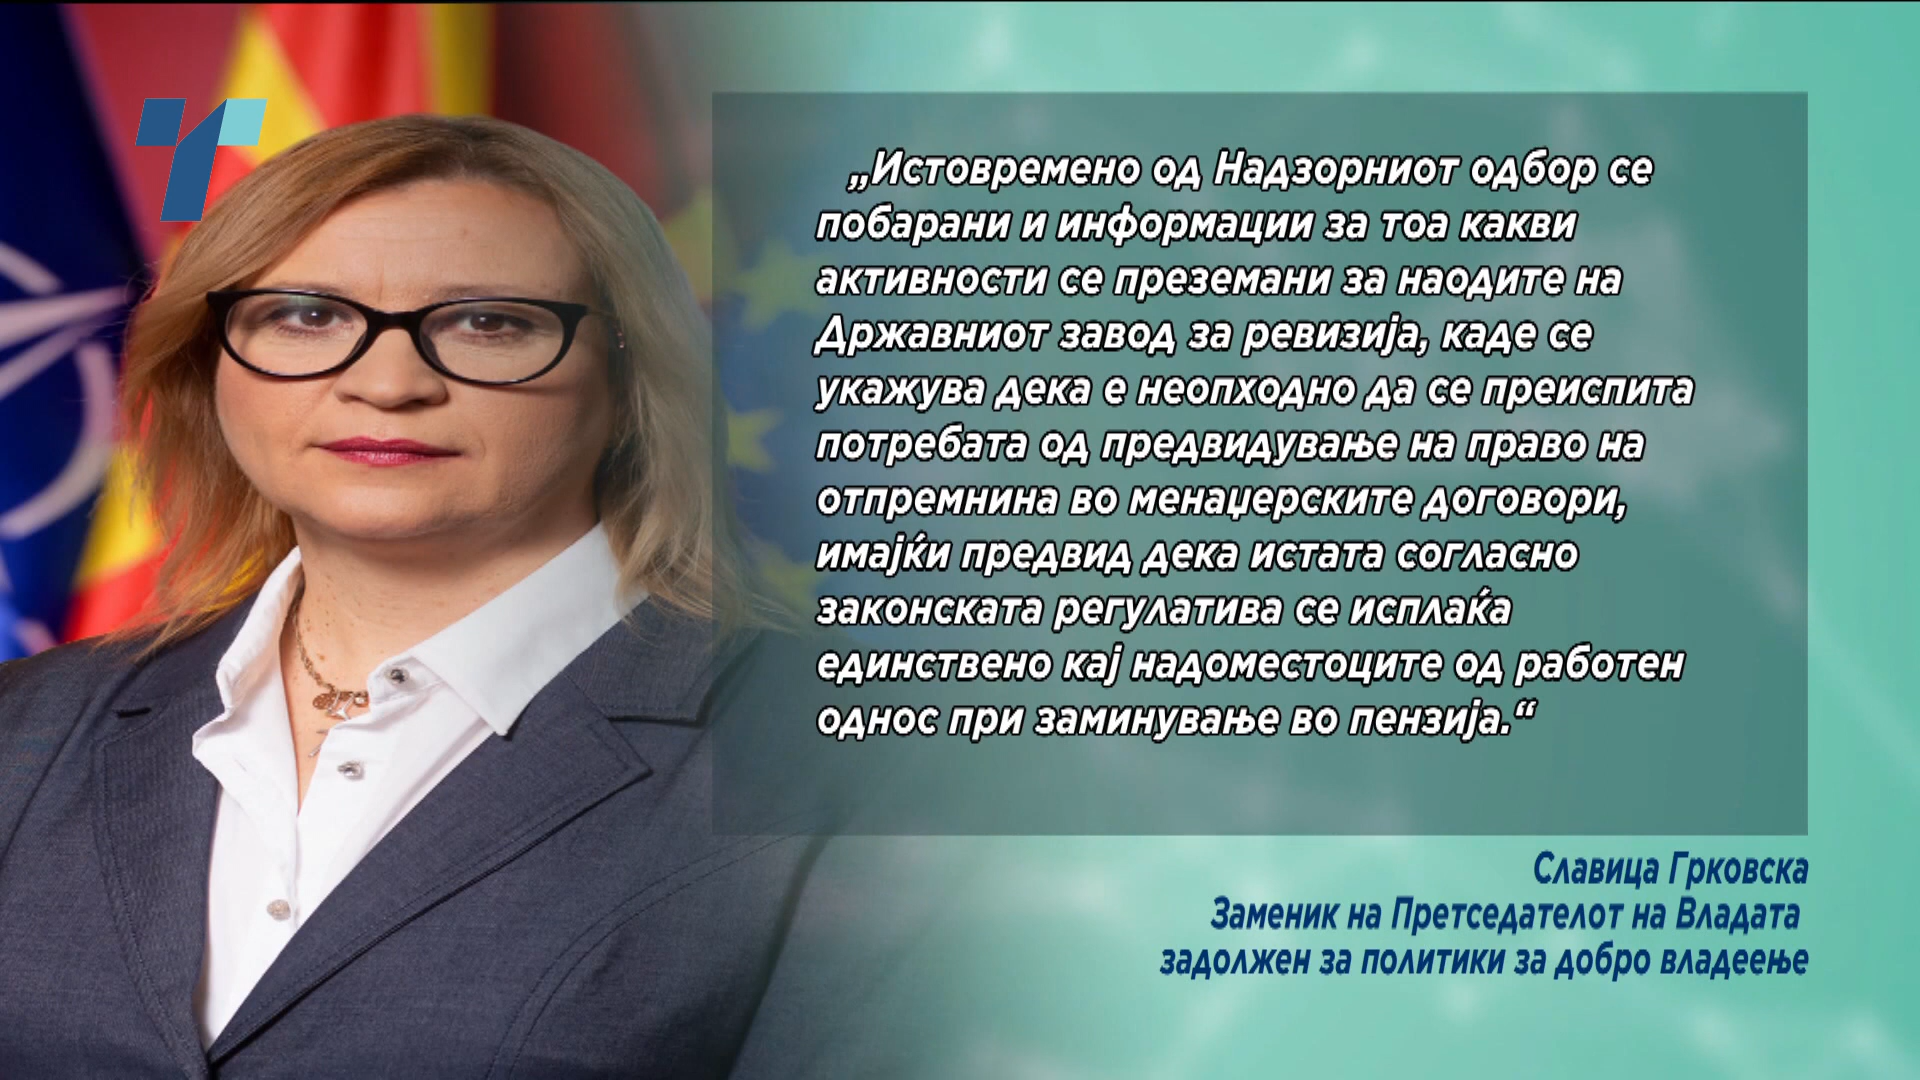 „Истовремено од Надзорниот одбор се
побарани и информации за тоа какви
активности се преземани за наодите на
Државниот завод за ревизија, каде се
укажува дека е неопходно да се преиспита
потребата од предвидување на право на
отпремнина во менаџерските договори,
имајќи предвид дека истата согласно
законската регулатива се исплаќа
единствено кај надоместоците од работен
однос при заминување во пензија.“
Славица Грковска
Заменик на Претседателот на Владата
задолжен за политики за добро владеење